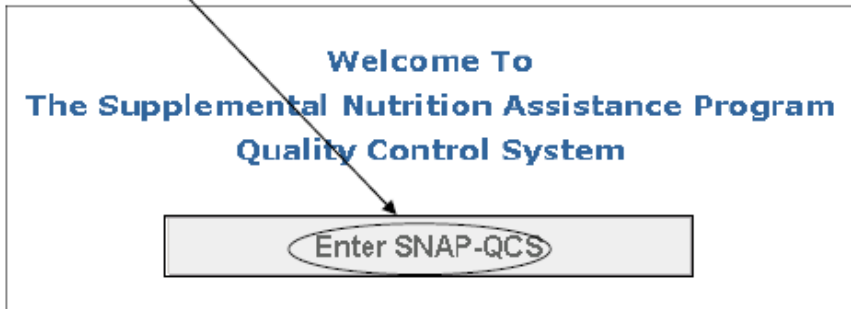 Welcome To
The Supplemental Nutrition Assistance Program
Quality Control System
Enter SNAP-QCS